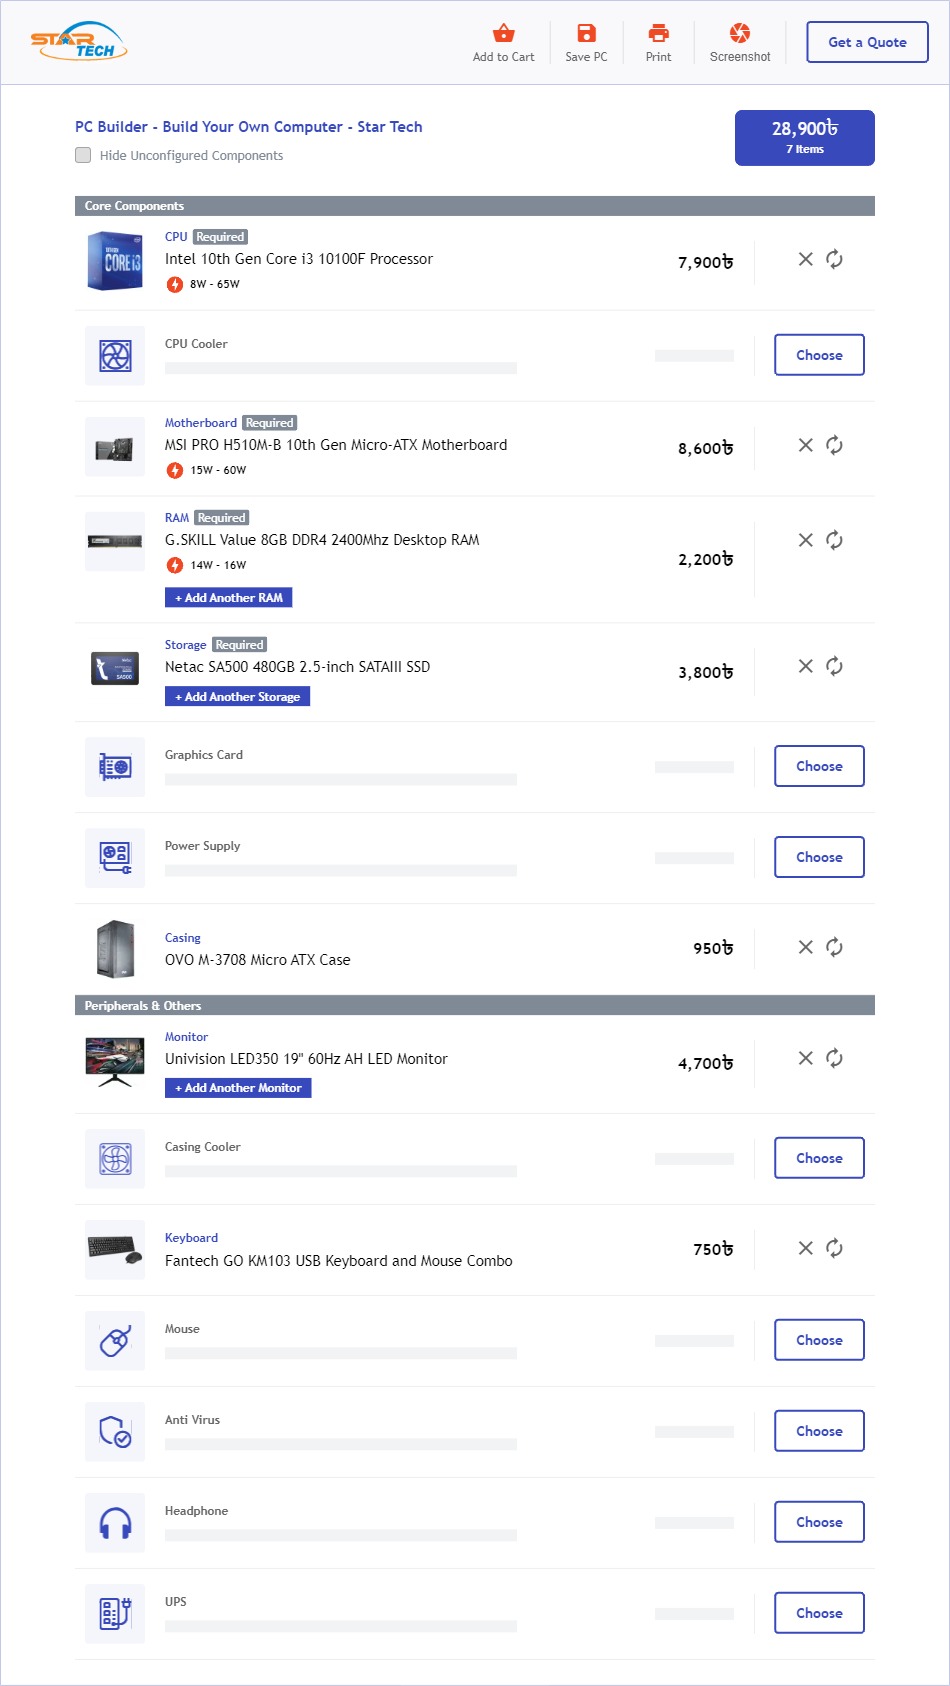 STAR TECH
Add to Cart
Save PC
Print
Screenshot
Get a Quote
PC Builder - Build Your Own Computer - Star Tech
Hide Unconfigured Components
28,900৳
7 Items
Core Components
CPU Required
Intel 10th Gen Core i3 10100F Processor
8W - 65W
7,900৳
CORE i3
CPU Cooler
Choose
Motherboard Required
MSI PRO H510M-B 10th Gen Micro-ATX Motherboard
15W - 60W
8,600৳
RAM Required
G.SKILL Value 8GB DDR4 2400Mhz Desktop RAM
14W - 16W
+ Add Another RAM
2,200৳
Storage Required
Netac SA500 480GB 2.5-inch SATAIII SSD
+ Add Another Storage
3,800৳
SA500
Graphics Card
Choose
Power Supply
Choose
Casing
OVO M-3708 Micro ATX Case
950৳
Peripherals & Others
Monitor
Univision LED350 19" 60Hz AH LED Monitor
+ Add Another Monitor
4,700৳
Casing Cooler
Choose
Keyboard
Fantech GO KM103 USB Keyboard and Mouse Combo
750৳
Mouse
Choose
Anti Virus
Choose
Headphone
Choose
UPS
Choose